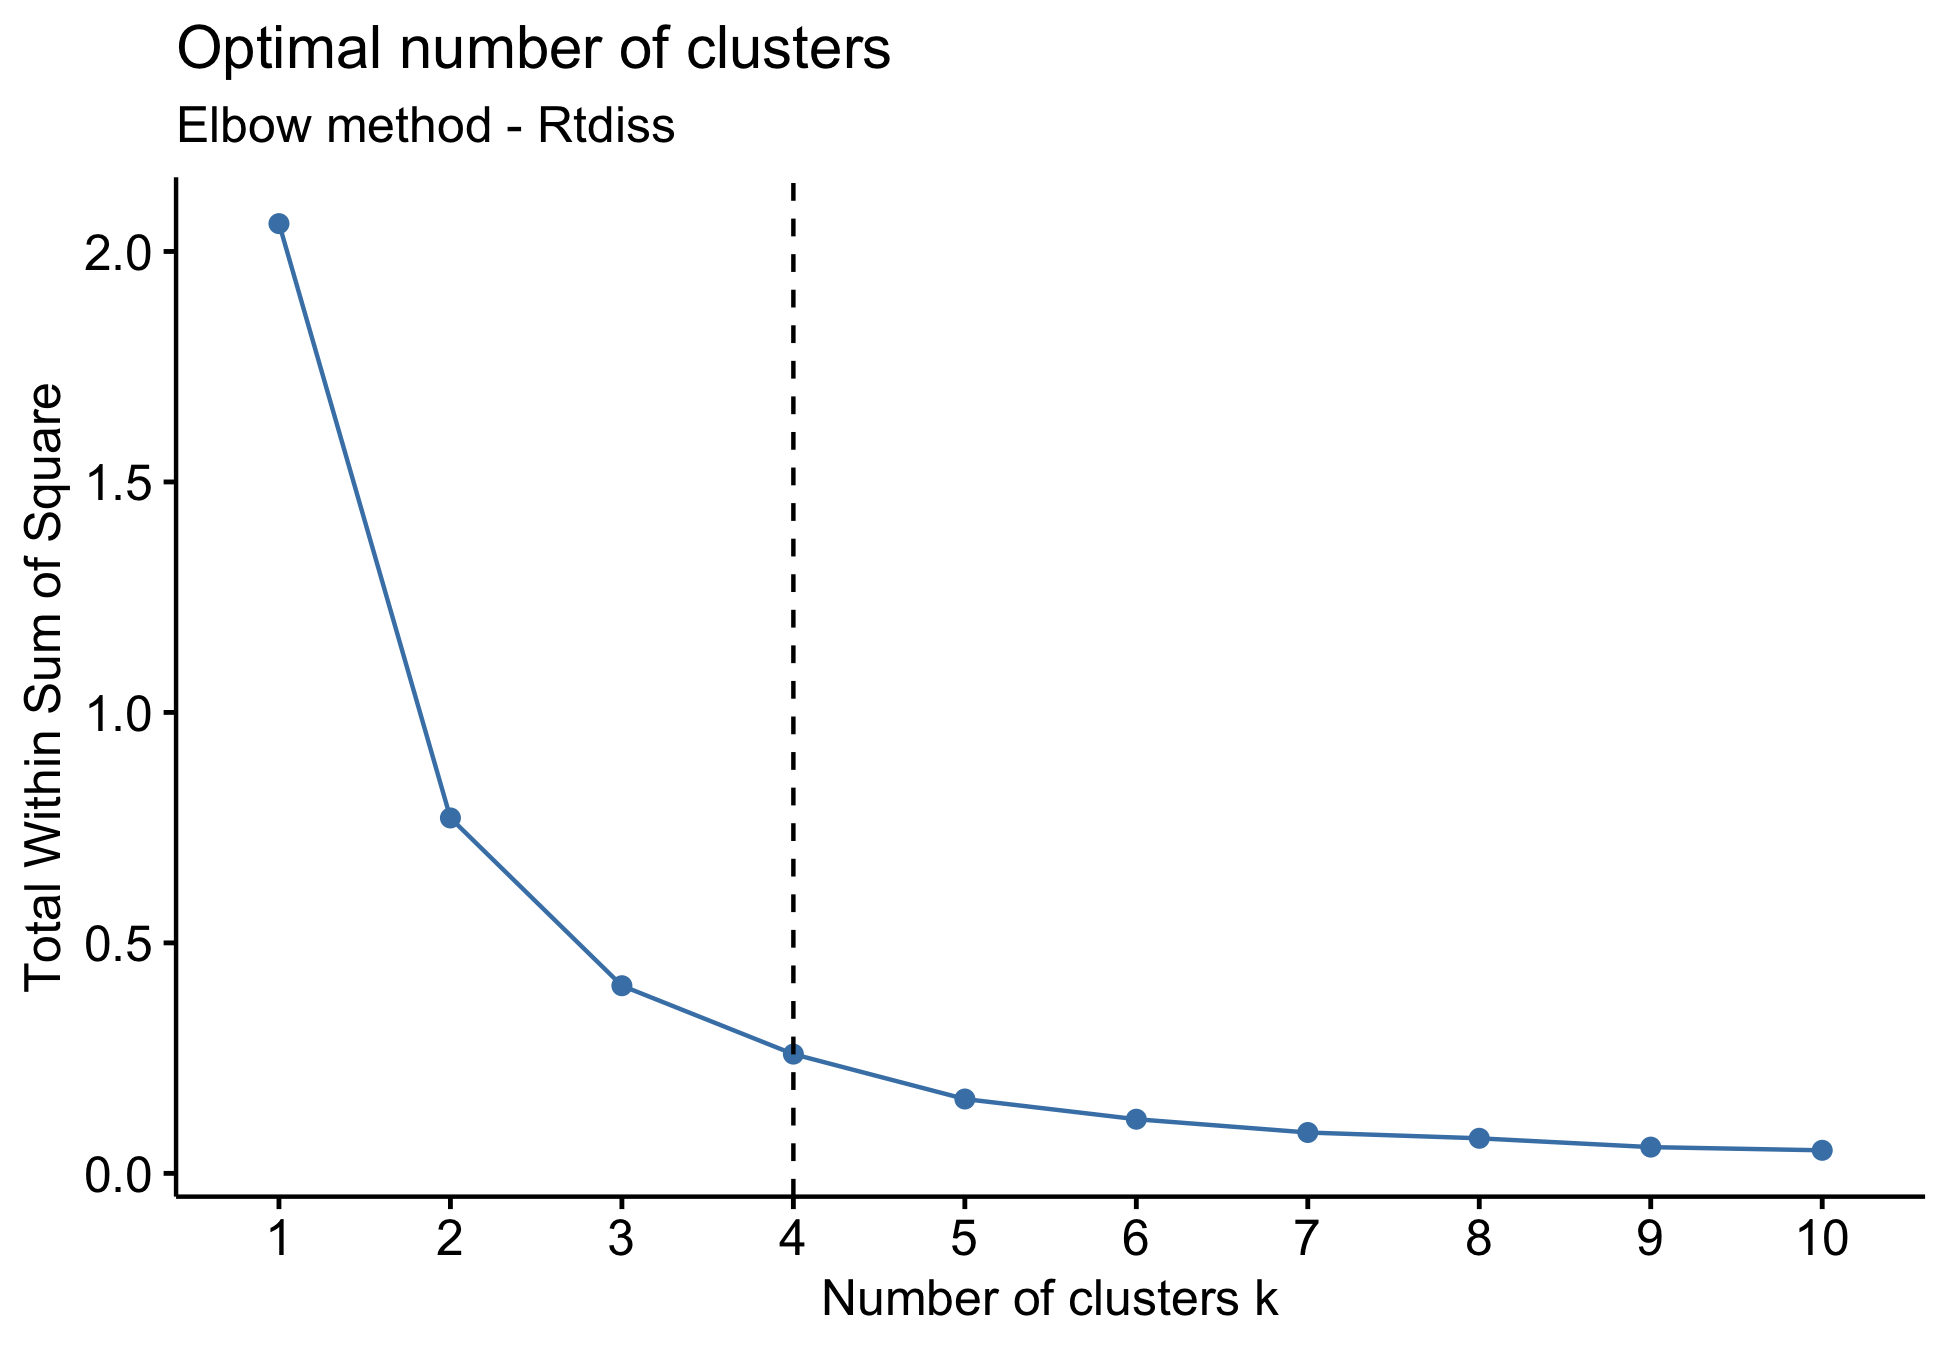 Optimal number of clusters
Elbow method - Rtdiss
Total Within Sum of Square
2.0
1.5
1.0
0.5
0.0
1 2 3 4 5 6 7 8 9 10
Number of clusters k